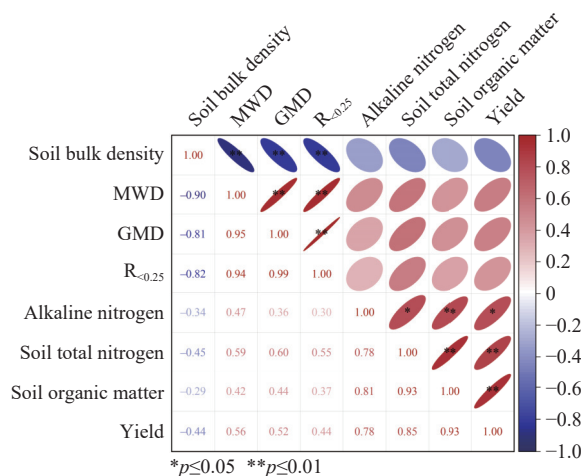 Soil bulk density
MWD
GMD
R<0.25
Alkaline nitrogen
Soil total nitrogen
Soil organic matter
Yield
Soil bulk density 1.00 ** ** ** 1.0
MWD −0.90 1.00 ** ** 0.8
0.6
GMD −0.81 0.95 1.00 ** 0.4
R<0.25 −0.82 0.94 0.99 1.00 0.2
0
Alkaline nitrogen −0.34 0.47 0.36 0.30 1.00 * ** * −0.2
Soil total nitrogen −0.45 0.59 0.60 0.55 0.78 1.00 ** ** −0.4
−0.6
Soil organic matter −0.29 0.42 0.44 0.37 0.81 0.93 1.00 ** −0.8
Yield −0.44 0.56 0.52 0.44 0.78 0.85 0.93 1.00 −1.0
*p≤0.05 **p≤0.01